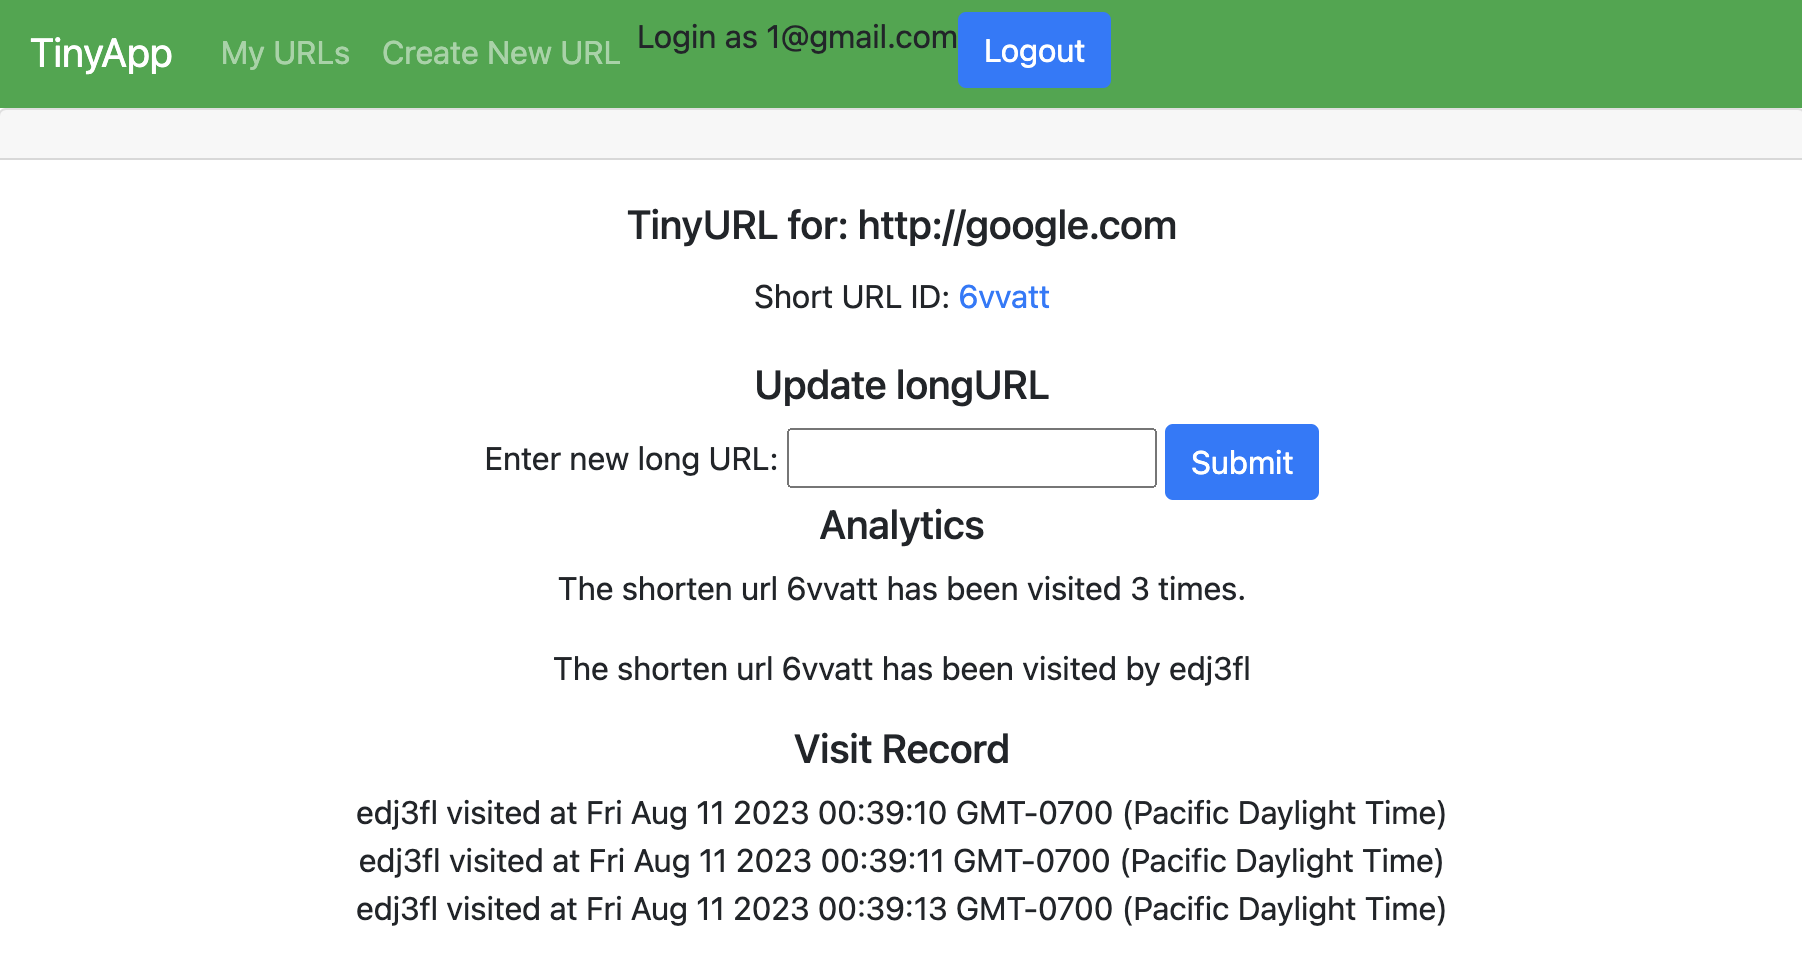 TinyApp My URLs Create New URL Login as 1@gmail.com Logout
TinyURL for: http://google.com
Short URL ID: 6vvatt
Update longURL
Enter new long URL: Submit
Analytics
The shorten url 6vvatt has been visited 3 times.
The shorten url 6vvatt has been visited by edj3fl
Visit Record
edj3fl visited at Fri Aug 11 2023 00:39:10 GMT-0700 (Pacific Daylight Time)
edj3fl visited at Fri Aug 11 2023 00:39:11 GMT-0700 (Pacific Daylight Time)
edj3fl visited at Fri Aug 11 2023 00:39:13 GMT-0700 (Pacific Daylight Time)